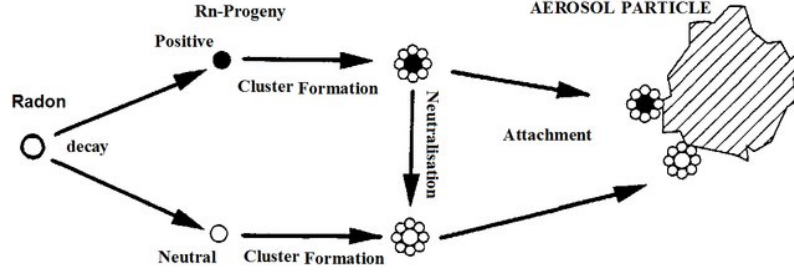 AEROSOL PARTICLE
Rn-Progeny
Positive
Cluster Formation
Radon
decay
Neutralisation
Attachment
Neutral
Cluster Formation